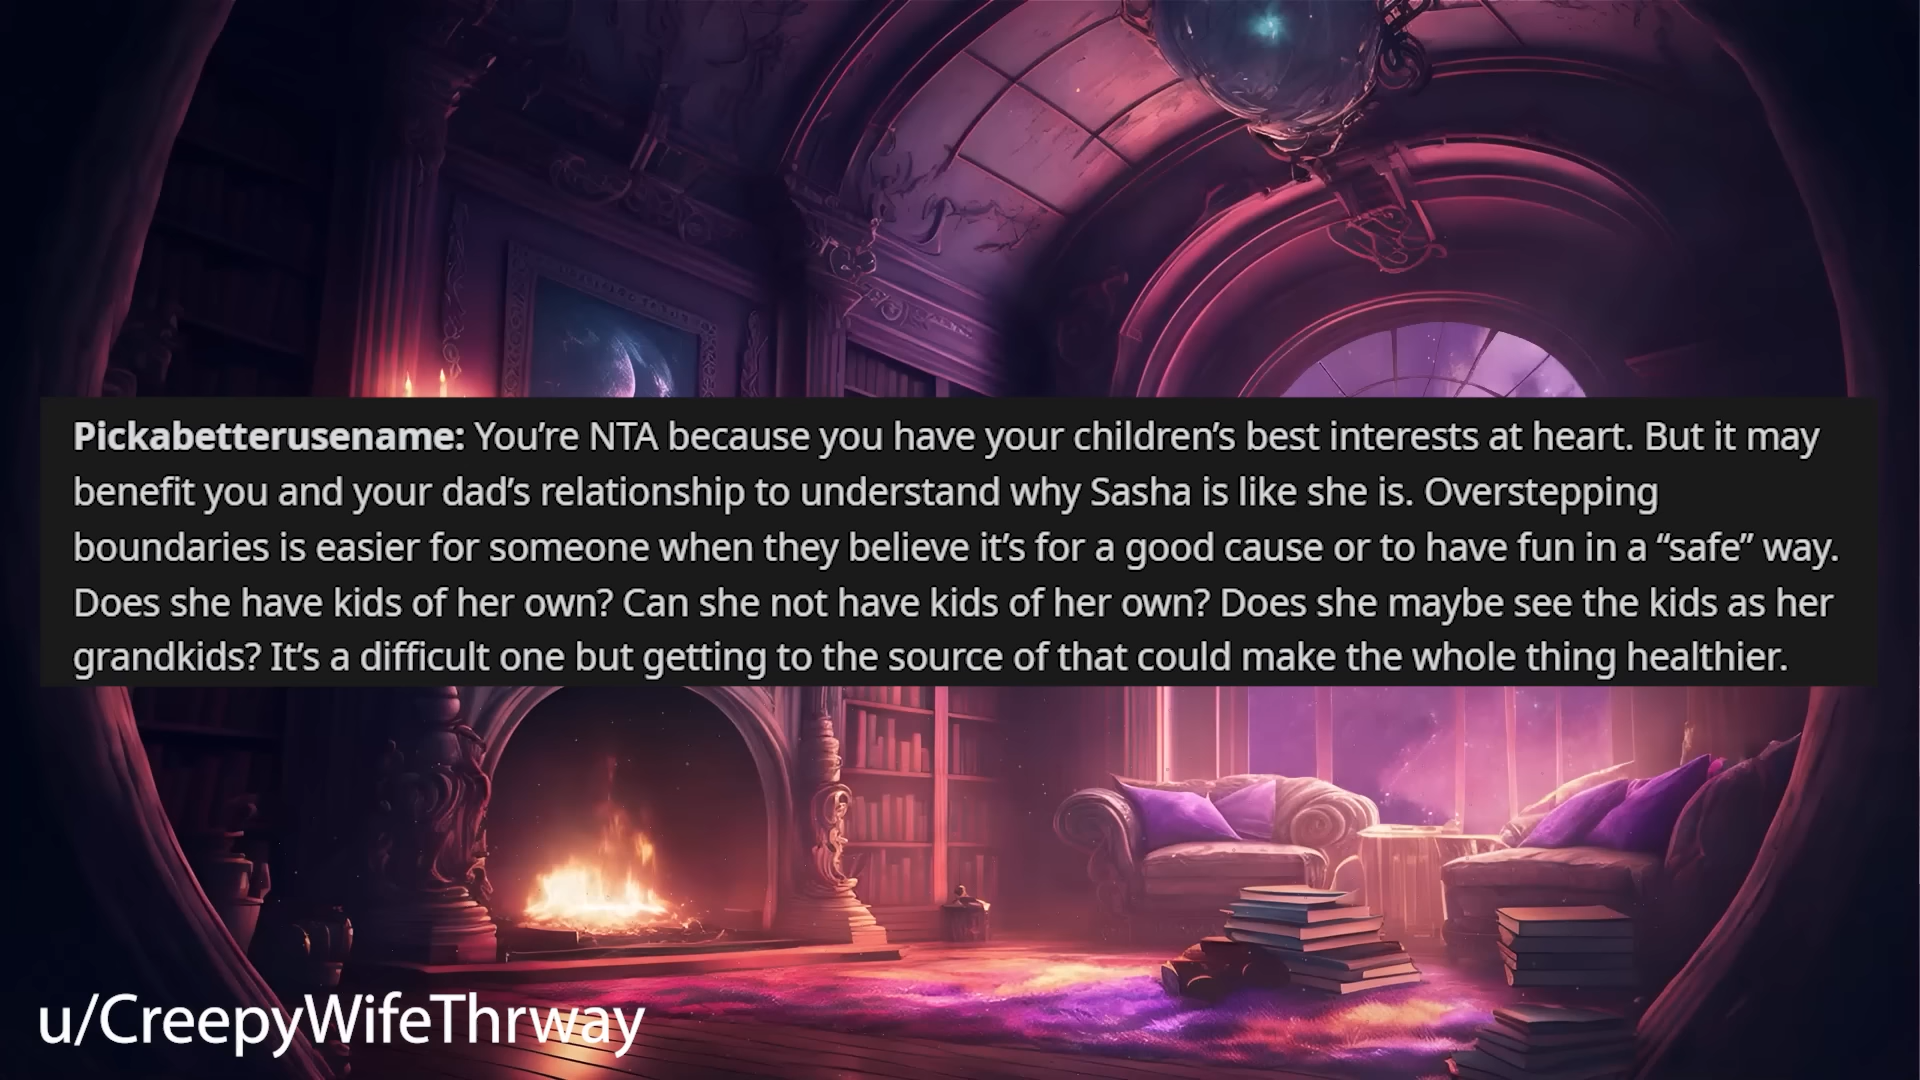 Pickabetterusename: You’re NTA because you have your children’s best interests at heart. But it may
benefit you and your dad’s relationship to understand why Sasha is like she is. Overstepping
boundaries is easier for someone when they believe it’s for a good cause or to have fun in a “safe” way.
Does she have kids of her own? Can she not have kids of her own? Does she maybe see the kids as her
grandkids? It’s a difficult one but getting to the source of that could make the whole thing healthier.
u/CreepyWifeThrway